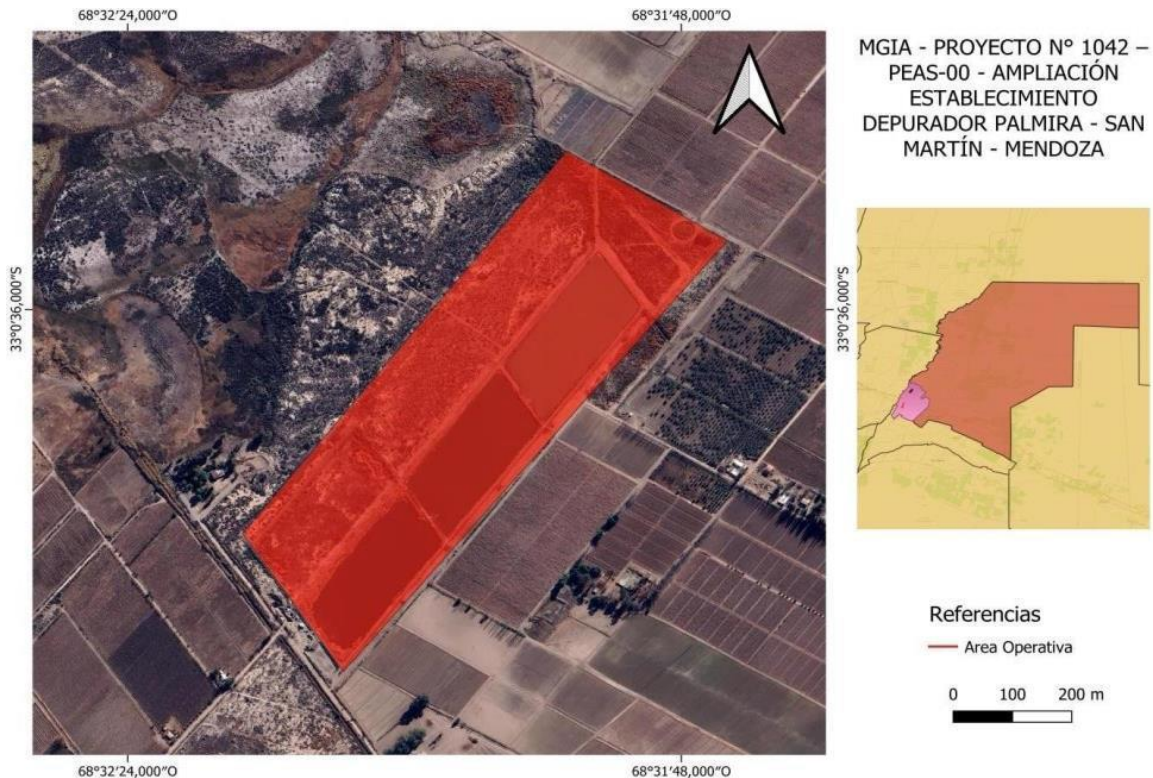 68°32′24,000″O
68°31′48,000″O
33°0′36,000″S
33°0′36,000″S
68°32′24,000″O
68°31′48,000″O
MGIA - PROYECTO N° 1042 –
PEAS-00 - AMPLIACIÓN
ESTABLECIMIENTO
DEPURADOR PALMIRA - SAN
MARTÍN - MENDOZA
Referencias
Area Operativa
0 100 200 m